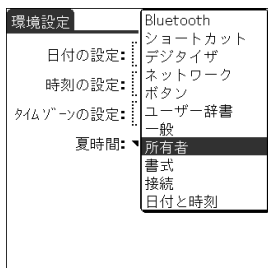 環境設定
日付の設定:
時刻の設定:
タイムゾーンの設定:
夏時間:
Bluetooth
ショートカット
デジタイザ
ネットワーク
ボタン
ユーザー辞書
一般
所有者
書式
接続
日付と時刻